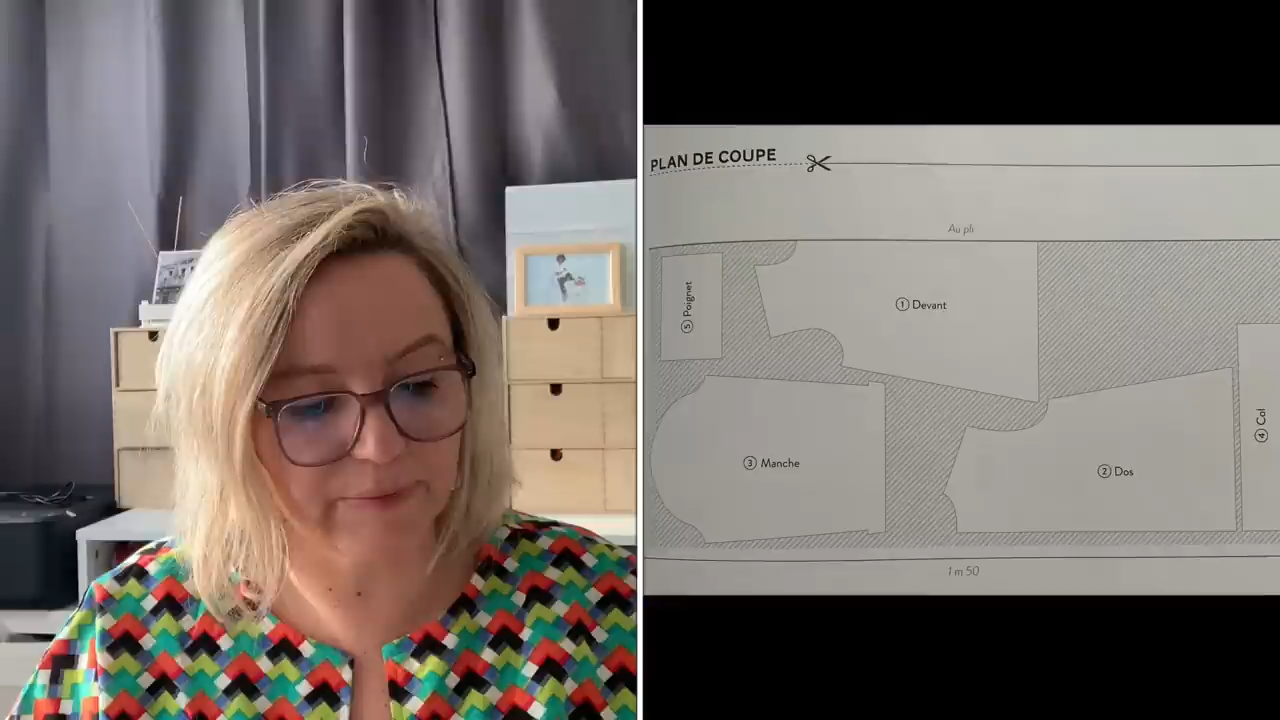 PLAN DE COUPE
Au pli
⑤ Poignet
① Devant
④ Col
③ Manche
② Dos
1 m 50